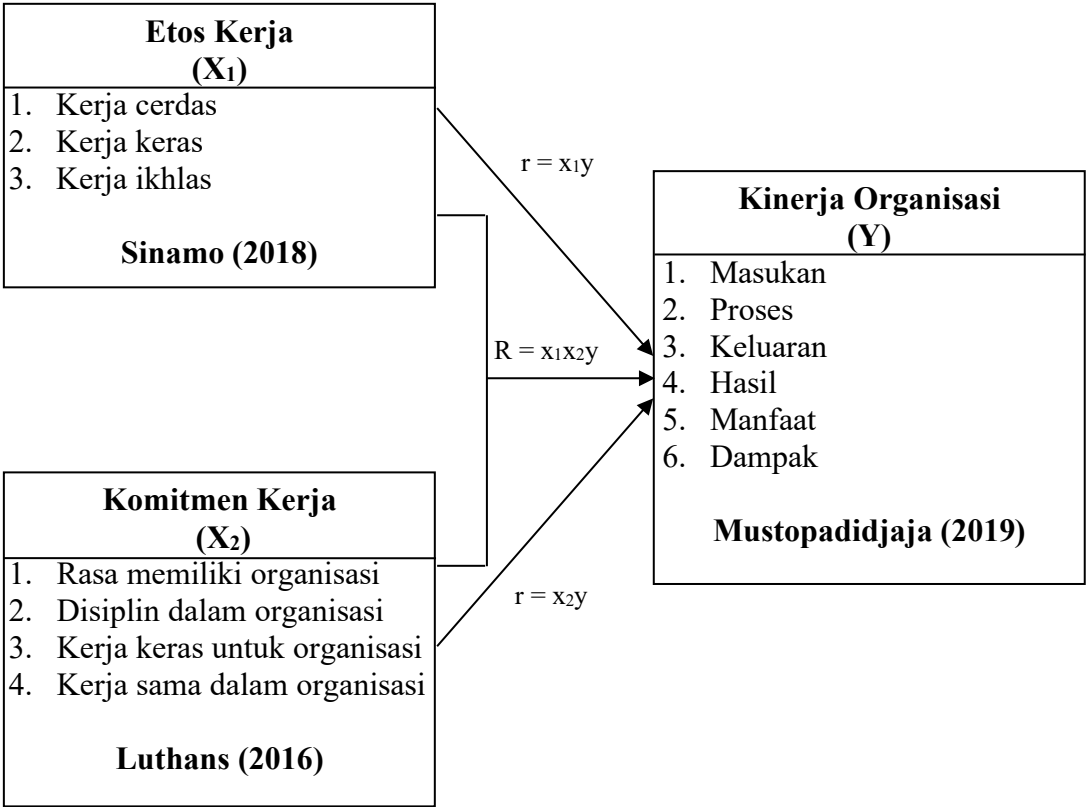 Etos Kerja
(X₁)
1. Kerja cerdas
2. Kerja keras
3. Kerja ikhlas
Sinamo (2018)
r = x₁y
R = x₁x₂y
r = x₂y
Komitmen Kerja
(X₂)
1. Rasa memiliki organisasi
2. Disiplin dalam organisasi
3. Kerja keras untuk organisasi
4. Kerja sama dalam organisasi
Luthans (2016)
Kinerja Organisasi
(Y)
1. Masukan
2. Proses
3. Keluaran
4. Hasil
5. Manfaat
6. Dampak
Mustopadidjaja (2019)